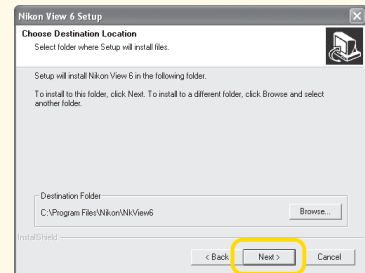 Nikon View 6 Setup
Choose Destination Location
Select folder where Setup will install files.
Setup will install Nikon View 6 in the following folder.
To install to this folder, click Next. To install to a different folder, click Browse and select
another folder.
Destination Folder
C:\Program Files\Nikon\NkView6
Browse...
InstallShield
< Back
Next >
Cancel